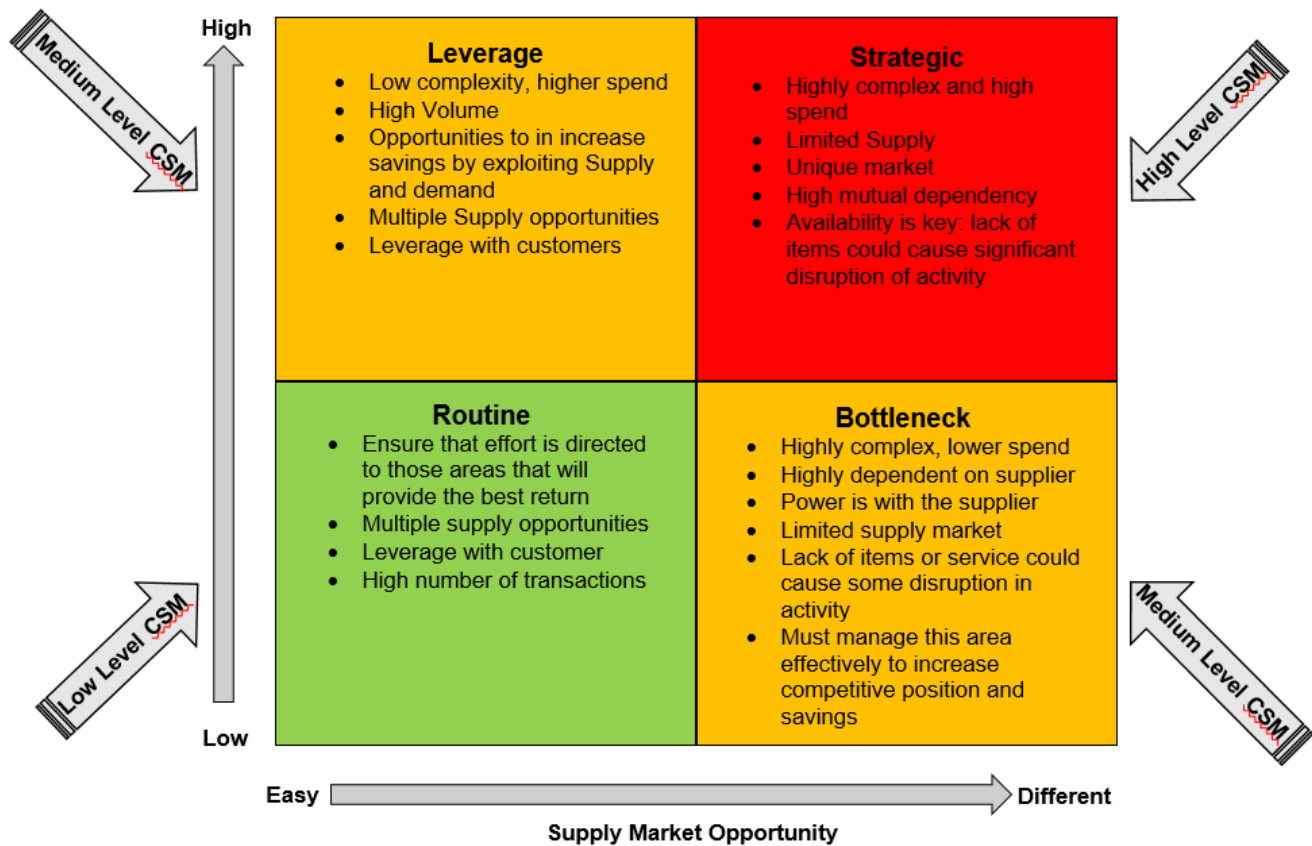 Medium Level CSM
High
Leverage
• Low complexity, higher spend
• High Volume
• Opportunities to in increase
savings by exploiting Supply
and demand
• Multiple Supply opportunities
• Leverage with customers
Strategic
• Highly complex and high
spend
• Limited Supply
• Unique market
• High mutual dependency
• Availability is key: lack of
items could cause significant
disruption of activity
High Level CSM
Low Level CSM
Low
Routine
• Ensure that effort is directed
to those areas that will
provide the best return
• Multiple supply opportunities
• Leverage with customer
• High number of transactions
Bottleneck
• Highly complex, lower spend
• Highly dependent on supplier
• Power is with the supplier
• Limited supply market
• Lack of items or service could
cause some disruption in
activity
• Must manage this area
effectively to increase
competitive position and
savings
Medium Level CSM
Easy
Different
Supply Market Opportunity